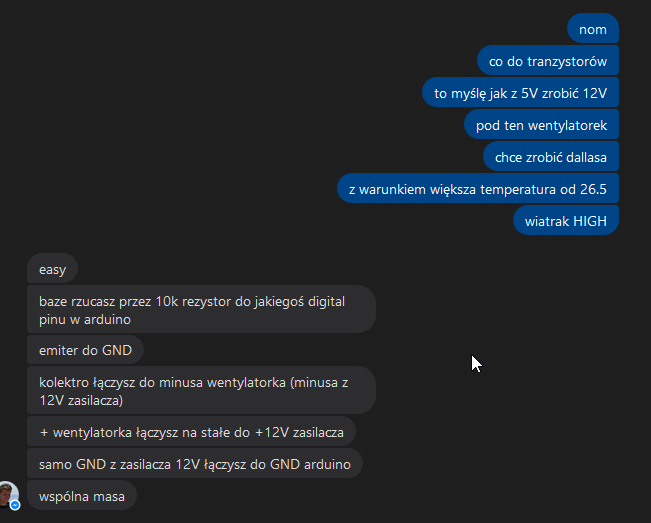 nom
co do tranzystorów
to myślę jak z 5V zrobić 12V
pod ten wentylatorek
chce zrobić dallasa
z warunkiem większa temperatura od 26.5
wiatrak HIGH
easy
baze rzucasz przez 10k rezystor do jakiegoś digital
pinu w arduino
emiter do GND
kolektro łączysz do minusa wentylatorka (minusa z
12V zasilacza)
+ wentylatorka łączysz na stałe do +12V zasilacza
samo GND z zasilacza 12V łączysz do GND arduino
wspólna masa